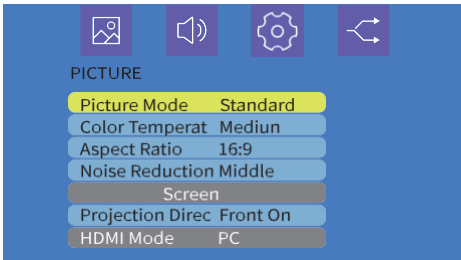 PICTURE
Picture Mode Standard
Color Temperat Mediun
Aspect Ratio 16:9
Noise Reduction Middle
Screen
Projection Direc Front On
HDMI Mode PC